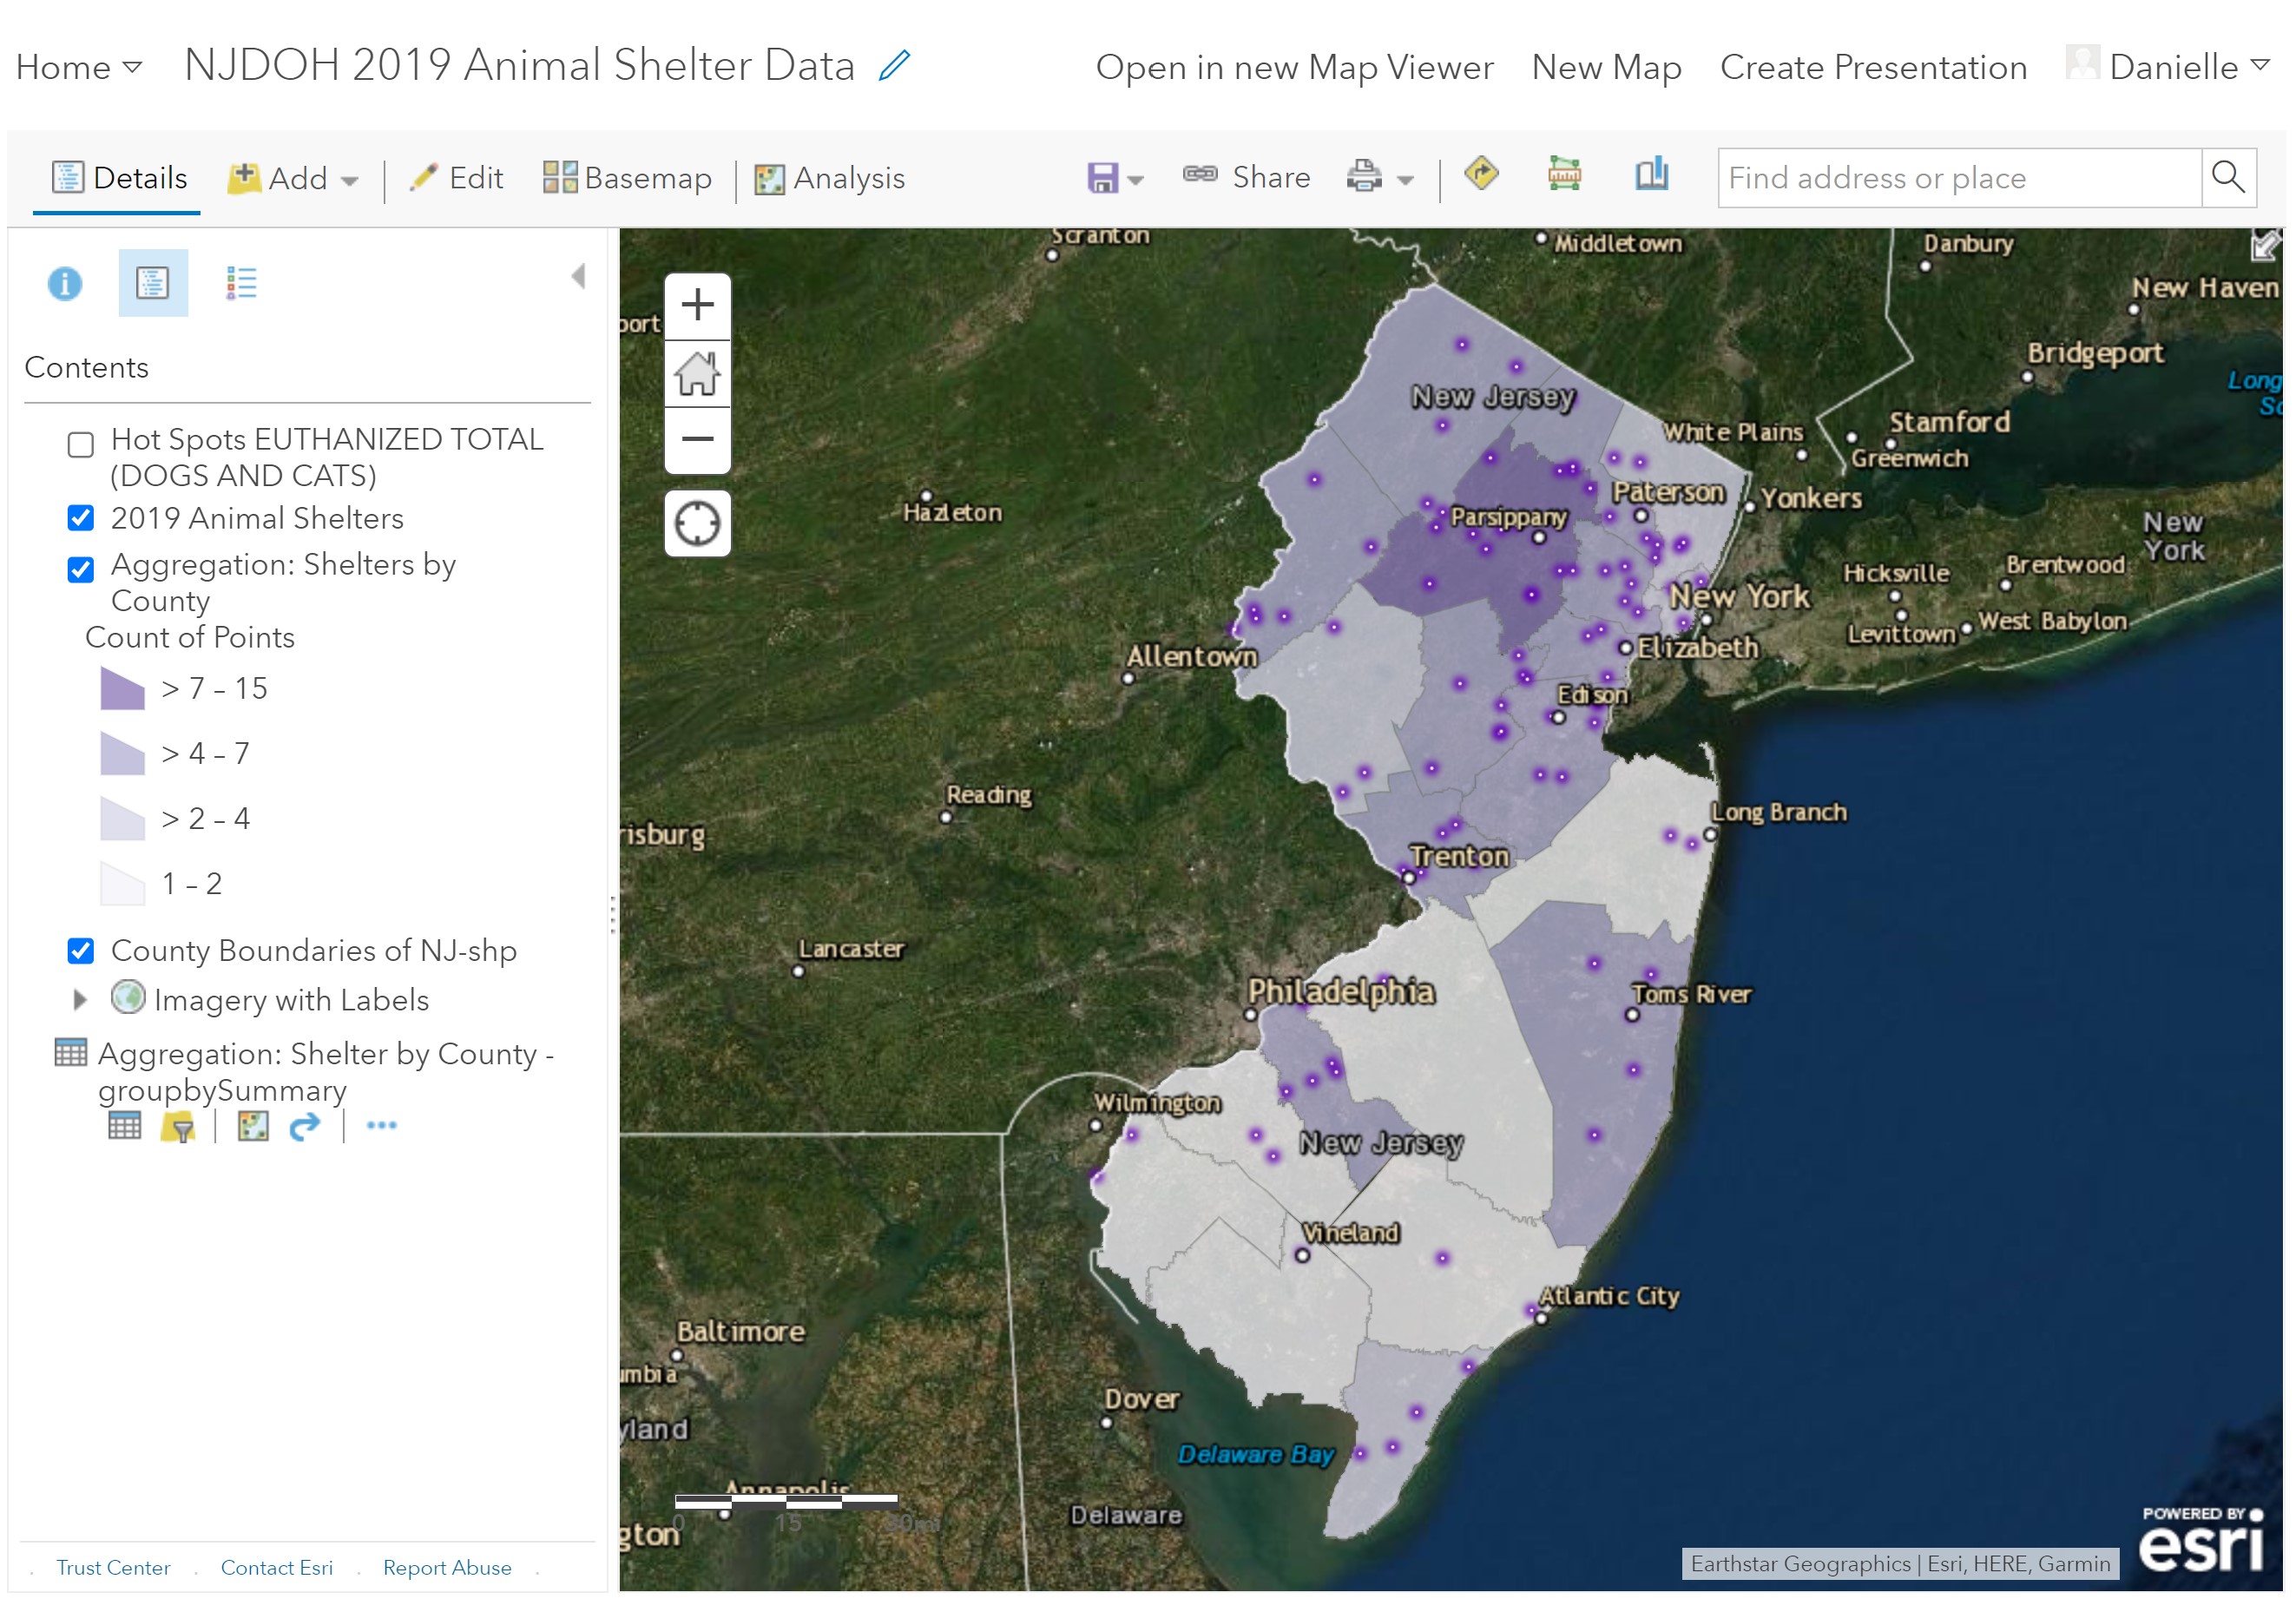 Home
NJDOH 2019 Animal Shelter Data
Open in new Map Viewer
New Map
Create Presentation
Danielle
Details
Add
Edit
Basemap
Analysis
Share
Find address or place
Contents
Hot Spots EUTHANIZED TOTAL
(DOGS AND CATS)
2019 Animal Shelters
Aggregation: Shelters by
County
Count of Points
> 7 – 15
> 4 – 7
> 2 – 4
1 – 2
County Boundaries of NJ-shp
Imagery with Labels
Aggregation: Shelter by County -
groupbySummary
Trust Center
Contact Esri
Report Abuse
Scranton
Middletown
Danbury
New Haven
port
Bridgeport
Long
New Jersey
Stamford
White Plains
Greenwich
Paterson
Yonkers
Hazleton
Parsippany
New
York
Hicksville
Brentwood
New York
West Babylon
Levittown
Allentown
Elizabeth
Edison
Reading
Long Branch
risburg
Trenton
Lancaster
Philadelphia
Toms River
Wilmington
New Jersey
Vineland
Atlantic City
Baltimore
umbia
Dover
yland
Delaware Bay
Annapolis
0 15 30mi
Delaware
gton
POWERED BY
esri
Earthstar Geographics | Esri, HERE, Garmin